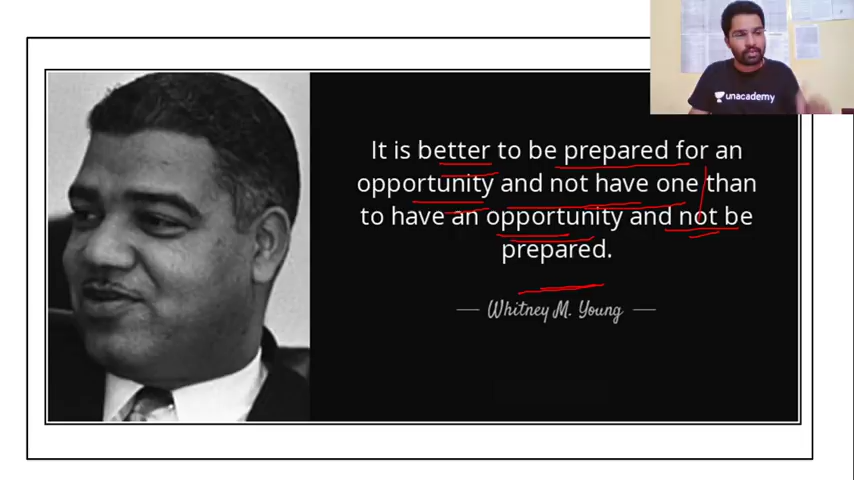 unacademy
It is better to be prepared for an
opportunity and not have one than
to have an opportunity and not be
prepared.
Whitney M. Young